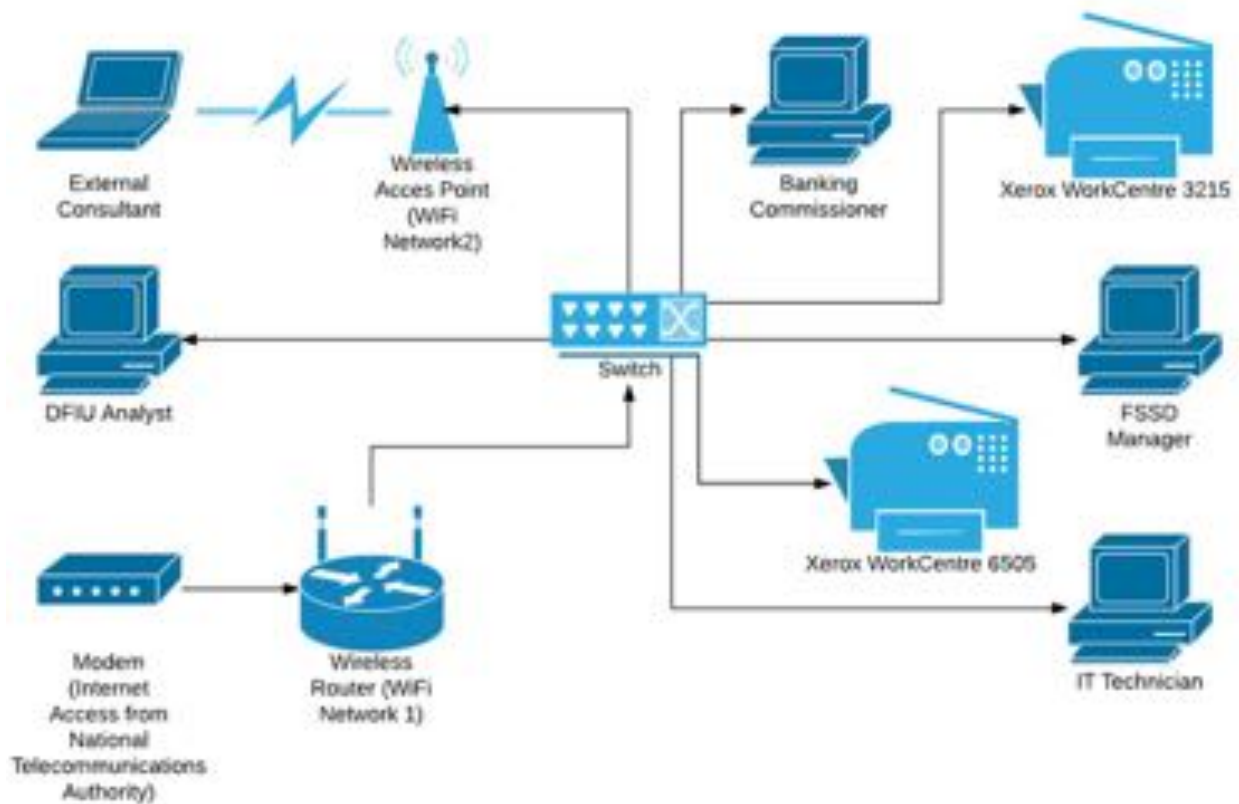 External
Consultant
Wireless
Acces Point
(WiFi
Network2)
Banking
Commissioner
Xerox WorkCentre 3215
DFIU Analyst
Switch
FSSD
Manager
Xerox WorkCentre 6505
Modem
(Internet
Access from
National
Telecommunications
Authority)
Wireless
Router (WiFi
Network 1)
IT Technician